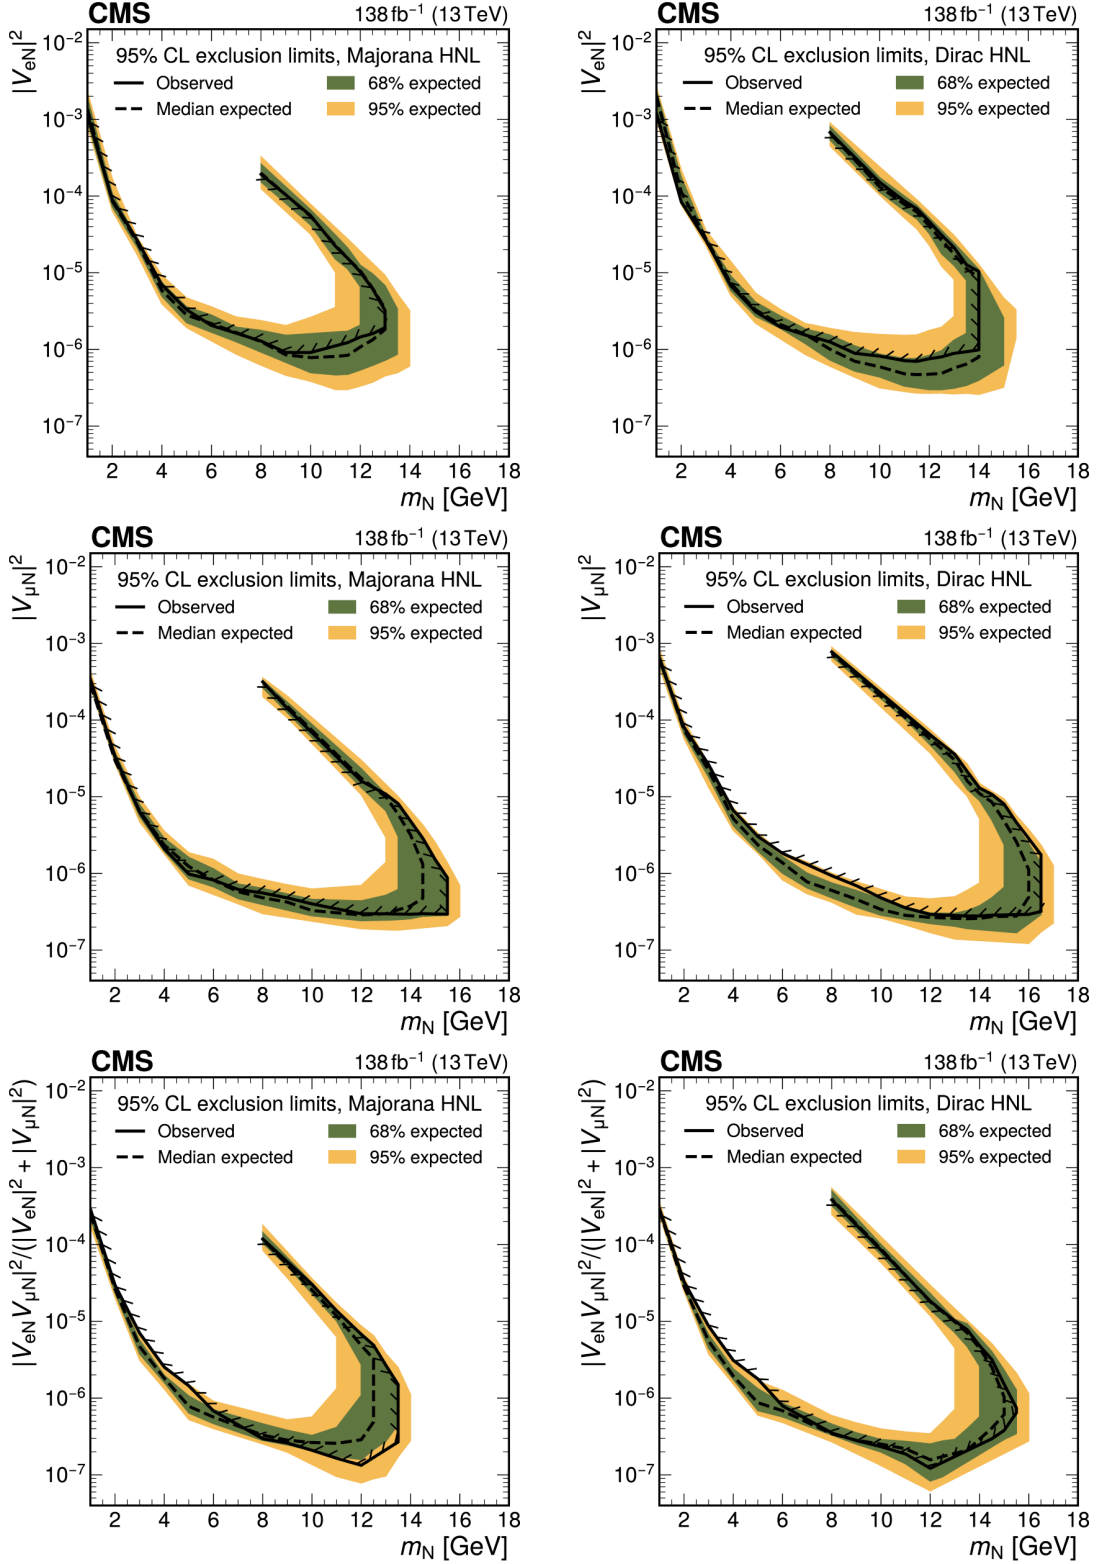 CMS 138 fb⁻¹ (13 TeV)
95% CL exclusion limits, Majorana HNL
Observed 68% expected
Median expected 95% expected
|V_eN|²
10⁻²
10⁻³
10⁻⁴
10⁻⁵
10⁻⁶
10⁻⁷
2 4 6 8 10 12 14 16 18
m_N [GeV]
CMS 138 fb⁻¹ (13 TeV)
95% CL exclusion limits, Dirac HNL
Observed 68% expected
Median expected 95% expected
|V_eN|²
10⁻²
10⁻³
10⁻⁴
10⁻⁵
10⁻⁶
10⁻⁷
2 4 6 8 10 12 14 16 18
m_N [GeV]
CMS 138 fb⁻¹ (13 TeV)
95% CL exclusion limits, Majorana HNL
Observed 68% expected
Median expected 95% expected
|V_μN|²
10⁻²
10⁻³
10⁻⁴
10⁻⁵
10⁻⁶
10⁻⁷
2 4 6 8 10 12 14 16 18
m_N [GeV]
CMS 138 fb⁻¹ (13 TeV)
95% CL exclusion limits, Dirac HNL
Observed 68% expected
Median expected 95% expected
|V_μN|²
10⁻²
10⁻³
10⁻⁴
10⁻⁵
10⁻⁶
10⁻⁷
2 4 6 8 10 12 14 16 18
m_N [GeV]
CMS 138 fb⁻¹ (13 TeV)
95% CL exclusion limits, Majorana HNL
Observed 68% expected
Median expected 95% expected
|V_eN V_μN|²/(|V_eN|² + |V_μN|²)
10⁻²
10⁻³
10⁻⁴
10⁻⁵
10⁻⁶
10⁻⁷
2 4 6 8 10 12 14 16 18
m_N [GeV]
CMS 138 fb⁻¹ (13 TeV)
95% CL exclusion limits, Dirac HNL
Observed 68% expected
Median expected 95% expected
|V_eN V_μN|²/(|V_eN|² + |V_μN|²)
10⁻²
10⁻³
10⁻⁴
10⁻⁵
10⁻⁶
10⁻⁷
2 4 6 8 10 12 14 16 18
m_N [GeV]